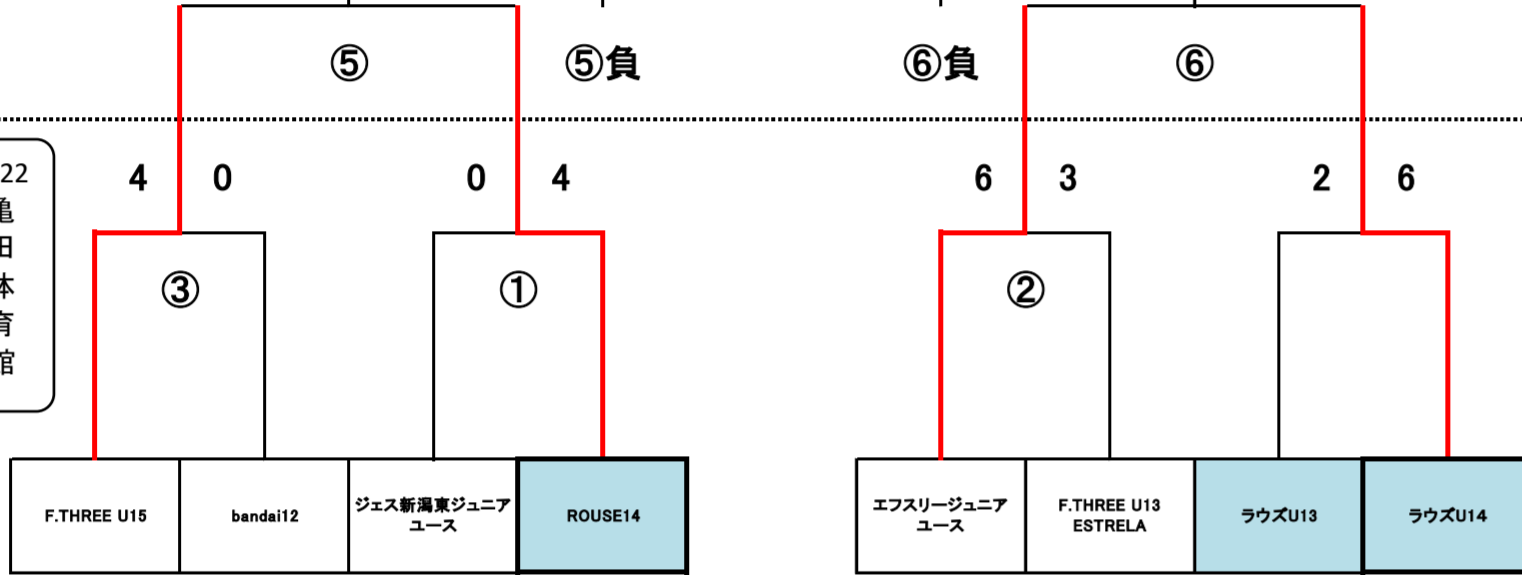 ⑤ ⑤負 ⑥負 ⑥
22
亀
田
体
育
館
4 0 0 4 6 3 2 6
③ ① ②
F.THREE U15
bandai12
ジェス新潟東ジュニア
ユース
ROUSE14
エフスリージュニア
ユース
F.THREE U13
ESTRELA
ラウズU13
ラウズU14